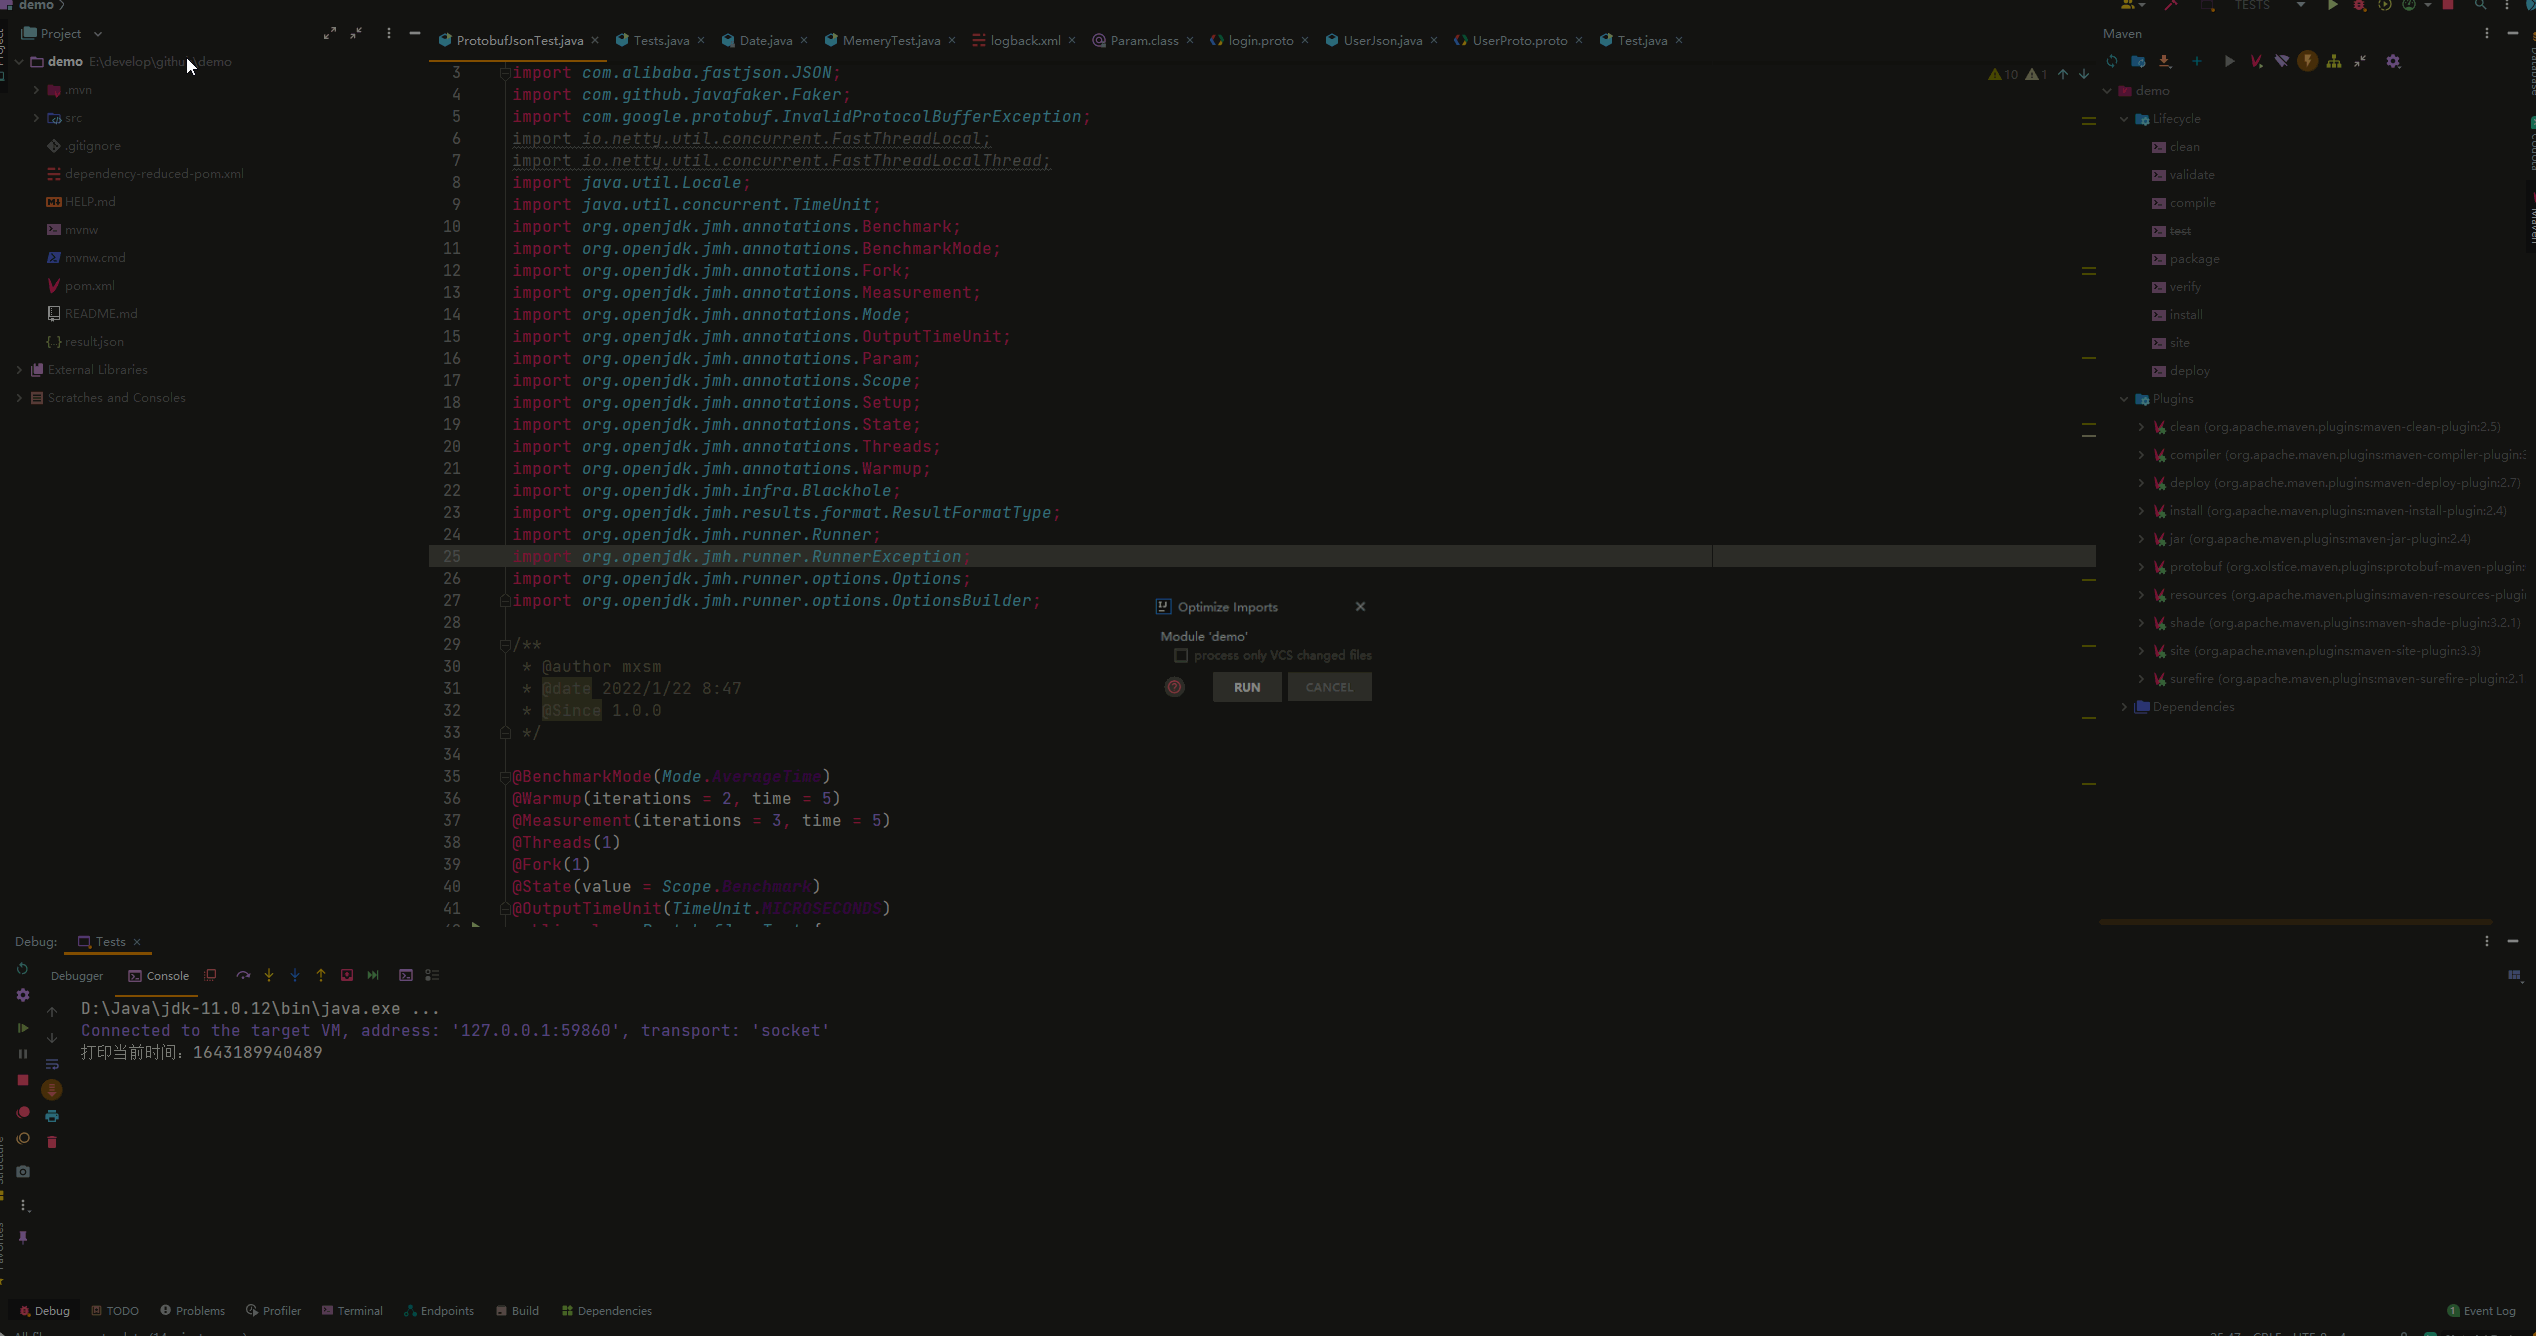 demo
TESTS
Project
demo E:\develop\github\demo
.mvn
src
.gitignore
dependency-reduced-pom.xml
HELP.md
mvnw
mvnw.cmd
pom.xml
README.md
result.json
External Libraries
Scratches and Consoles
ProtobufJsonTest.java
Tests.java
Date.java
MemeryTest.java
logback.xml
Param.class
login.proto
UserJson.java
UserProto.proto
Test.java
10
1
3 import com.alibaba.fastjson.JSON;
4 import com.github.javafaker.Faker;
5 import com.google.protobuf.InvalidProtocolBufferException;
6 import io.netty.util.concurrent.FastThreadLocal;
7 import io.netty.util.concurrent.FastThreadLocalThread;
8 import java.util.Locale;
9 import java.util.concurrent.TimeUnit;
10 import org.openjdk.jmh.annotations.Benchmark;
11 import org.openjdk.jmh.annotations.BenchmarkMode;
12 import org.openjdk.jmh.annotations.Fork;
13 import org.openjdk.jmh.annotations.Measurement;
14 import org.openjdk.jmh.annotations.Mode;
15 import org.openjdk.jmh.annotations.OutputTimeUnit;
16 import org.openjdk.jmh.annotations.Param;
17 import org.openjdk.jmh.annotations.Scope;
18 import org.openjdk.jmh.annotations.Setup;
19 import org.openjdk.jmh.annotations.State;
20 import org.openjdk.jmh.annotations.Threads;
21 import org.openjdk.jmh.annotations.Warmup;
22 import org.openjdk.jmh.infra.Blackhole;
23 import org.openjdk.jmh.results.format.ResultFormatType;
24 import org.openjdk.jmh.runner.Runner;
25 import org.openjdk.jmh.runner.RunnerException;
26 import org.openjdk.jmh.runner.options.Options;
27 import org.openjdk.jmh.runner.options.OptionsBuilder;
28
29 /**
30 * @author mxsm
31 * @date 2022/1/22 8:47
32 * @Since 1.0.0
33 */
34
35 @BenchmarkMode(Mode.AverageTime)
36 @Warmup(iterations = 2, time = 5)
37 @Measurement(iterations = 3, time = 5)
38 @Threads(1)
39 @Fork(1)
40 @State(value = Scope.Benchmark)
41 @OutputTimeUnit(TimeUnit.MICROSECONDS)
Optimize Imports
Module 'demo'
process only VCS changed files
RUN
CANCEL
Maven
demo
Lifecycle
clean
validate
compile
test
package
verify
install
site
deploy
Plugins
clean (org.apache.maven.plugins:maven-clean-plugin:2.5)
compiler (org.apache.maven.plugins:maven-compiler-plugin:
deploy (org.apache.maven.plugins:maven-deploy-plugin:2.7)
install (org.apache.maven.plugins:maven-install-plugin:2.4)
jar (org.apache.maven.plugins:maven-jar-plugin:2.4)
protobuf (org.xolstice.maven.plugins:protobuf-maven-plugin:
resources (org.apache.maven.plugins:maven-resources-plugi
shade (org.apache.maven.plugins:maven-shade-plugin:3.2.1)
site (org.apache.maven.plugins:maven-site-plugin:3.3)
surefire (org.apache.maven.plugins:maven-surefire-plugin:2.1
Dependencies
Debug:
Tests
Debugger
Console
D:\Java\jdk-11.0.12\bin\java.exe ...
Connected to the target VM, address: '127.0.0.1:59860', transport: 'socket'
打印当前时间：1643189940489
Debug
TODO
Problems
Profiler
Terminal
Endpoints
Build
Dependencies
1 Event Log